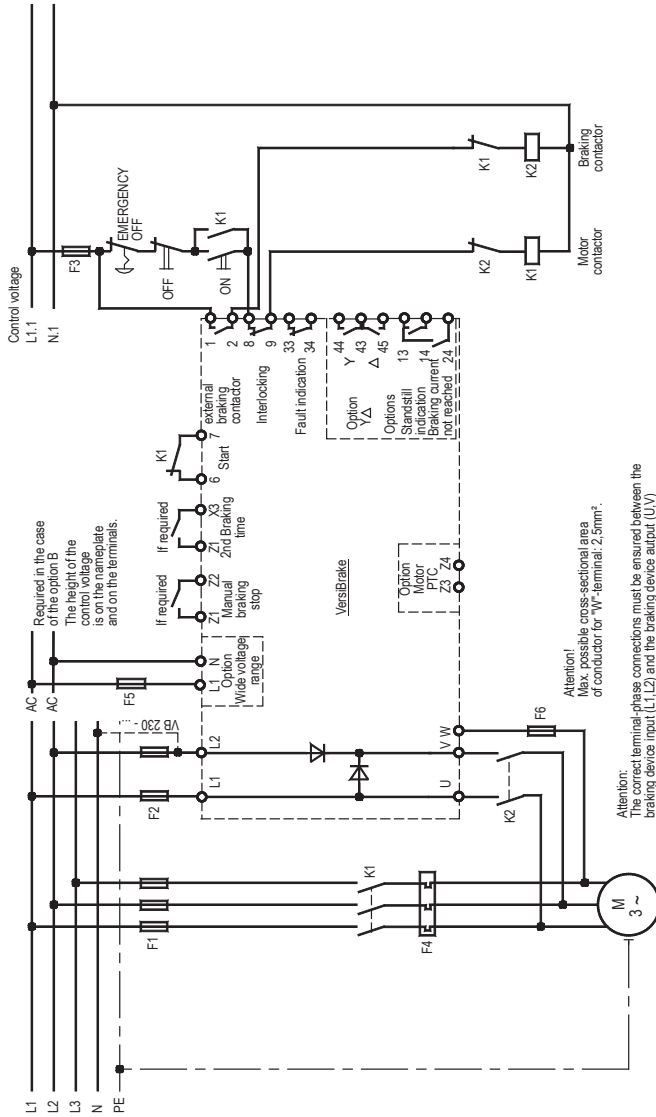 Control voltage
L1.1
N.1
F3
EMERGENCY
OFF
OFF
K1
ON
K1
K2
Braking
contactor
K2
K1
Motor
contactor
Required in the case
of the option B
The height of the
control voltage
is on the nameplate
and on the terminals.
AC
AC
F5
L1
N
Option
Wide voltage
range
If required
Z1
Z2
Manual
braking
stop
If required
Z1
X3
2nd Braking
time
K1
6
7
Start
1
2
8
9
33
34
external
braking
contactor
Interlocking
Fault indication
44
43
45
13
14
24
Y
Δ
Option
YΔ
Options
Standstill
indication
Braking current
not reached
VersiBrake
Option
Motor
PTC
Z3
Z4
L1
L2
L3
N
PE
VB 230 - ...
F1
F2
L1
L2
U
V
W
K1
F4
K2
F6
M
3 ~
Attention!
Max. possible cross-sectional area
of conductor for "W"-terminal: 2,5mm².
Attention:
The correct terminal-phase connections must be ensured between the
braking device input (L1,L2) and the braking device autput (U,V)